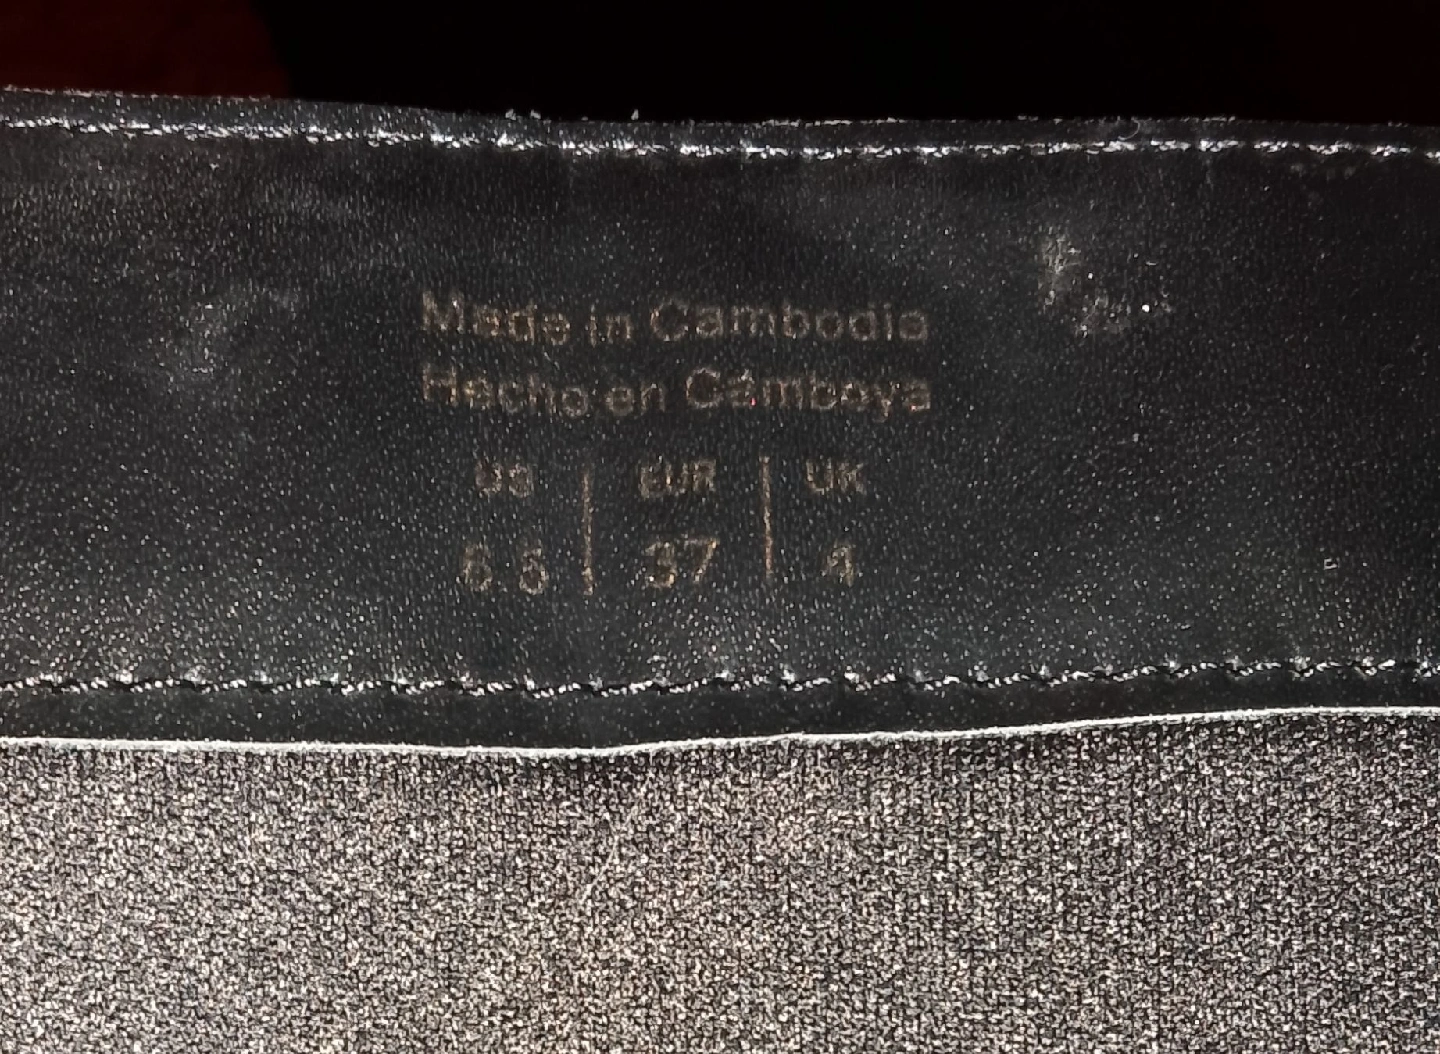 Made in Cambodia
Hecho en Camboya
US | EUR | UK
6.5 | 37 | 4